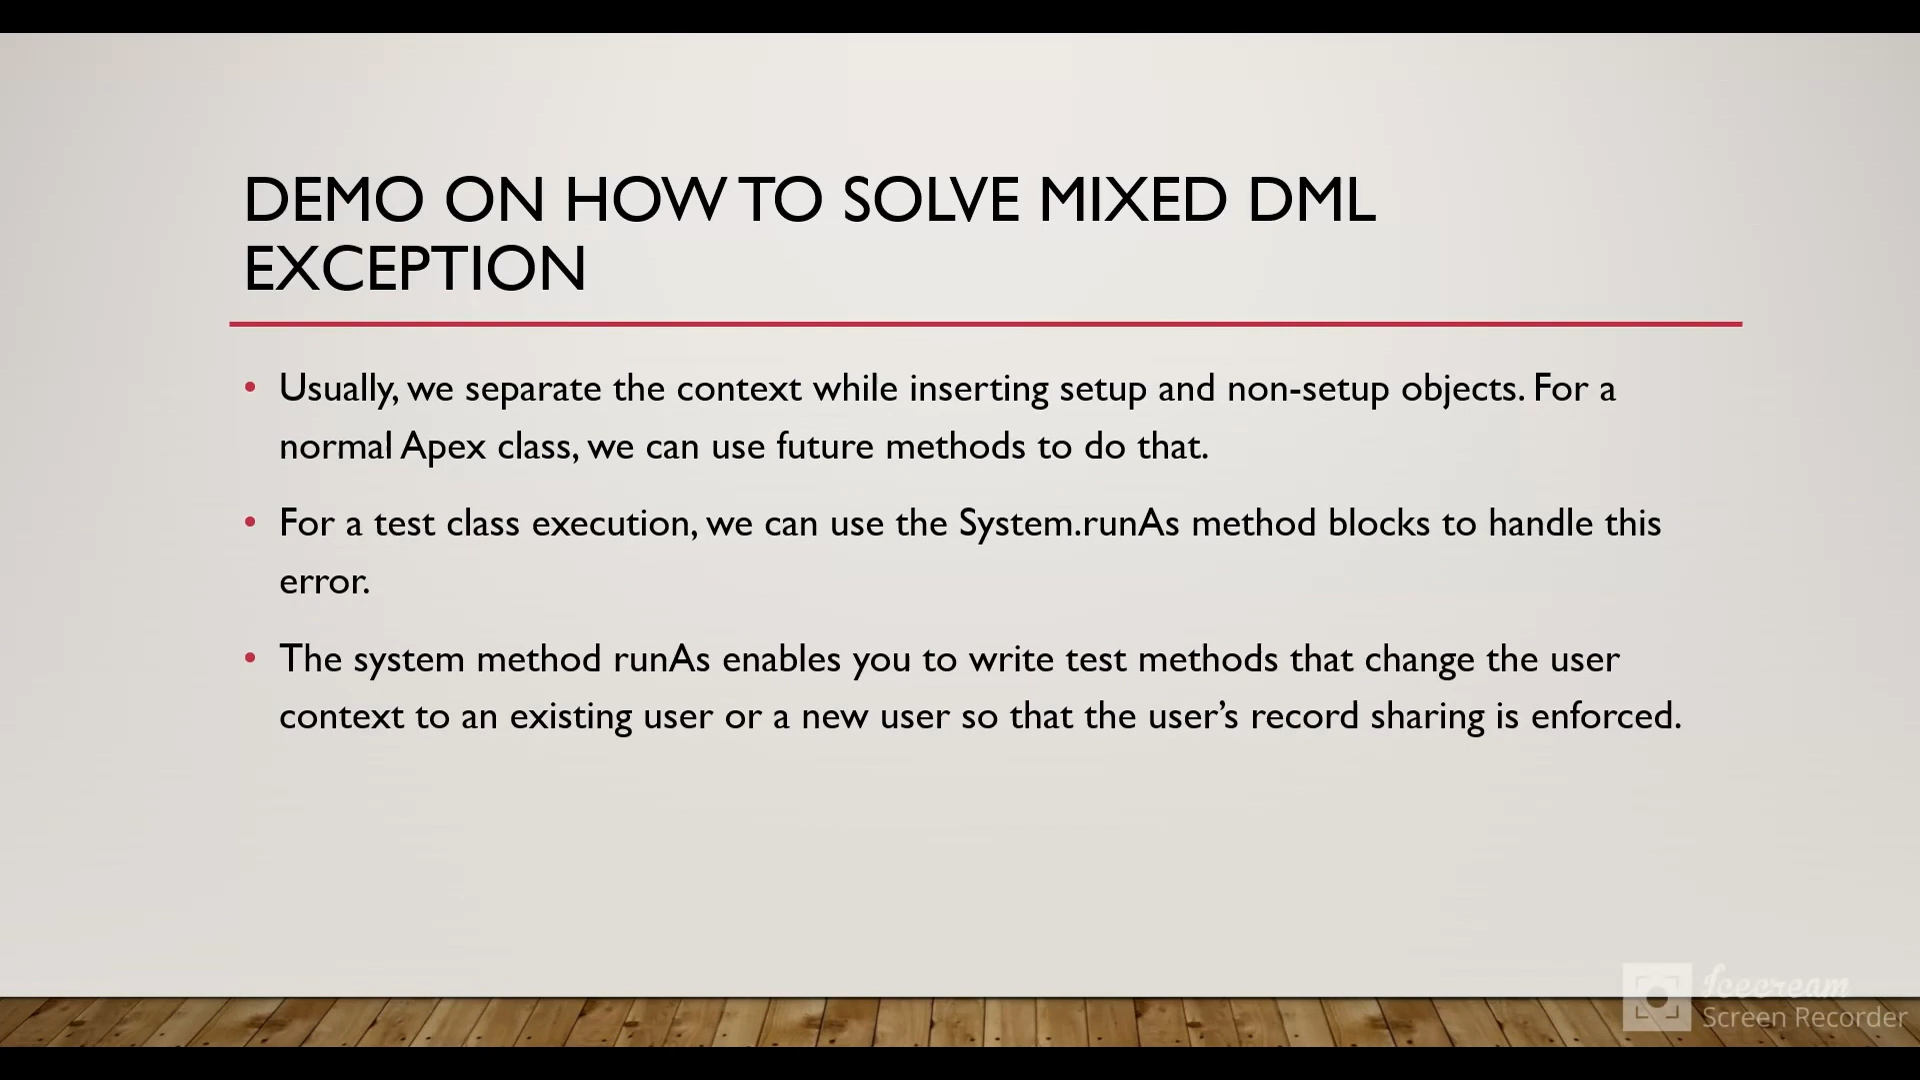 DEMO ON HOW TO SOLVE MIXED DML
EXCEPTION
• Usually, we separate the context while inserting setup and non-setup objects. For a
normal Apex class, we can use future methods to do that.
• For a test class execution, we can use the System.runAs method blocks to handle this
error.
• The system method runAs enables you to write test methods that change the user
context to an existing user or a new user so that the user’s record sharing is enforced.
Icecream
Screen Recorder